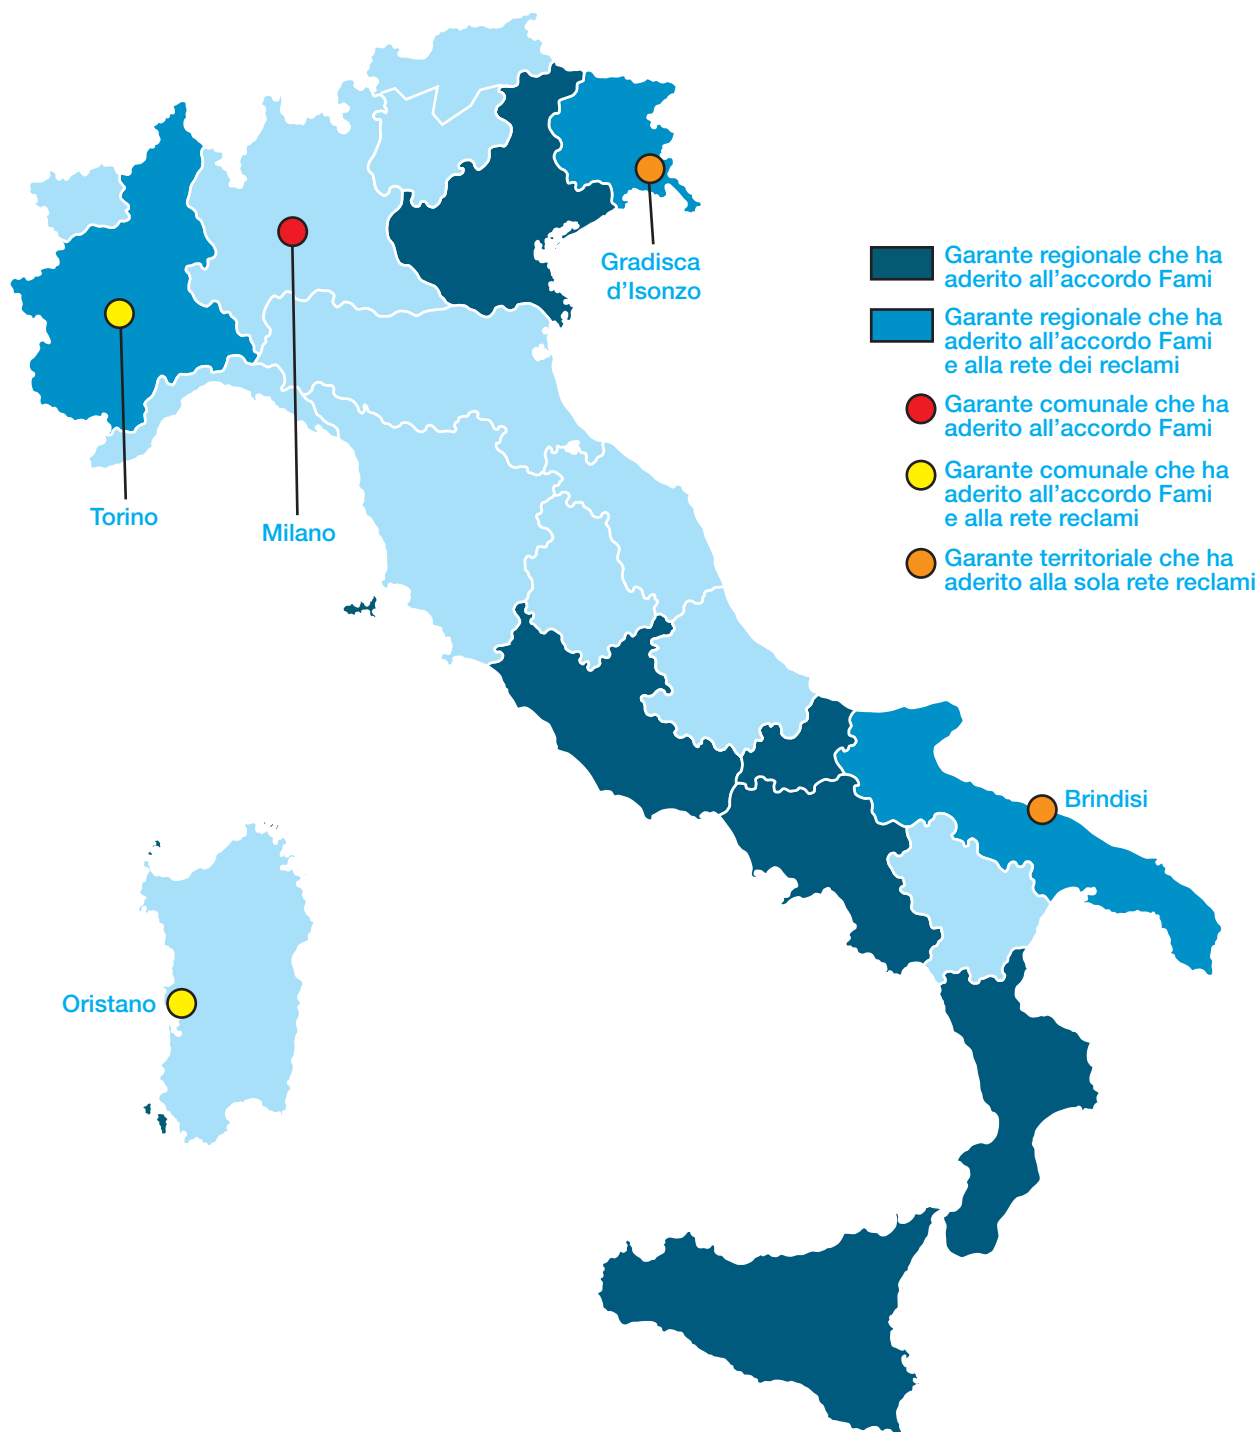 Gradisca
d’Isonzo
Garante regionale che ha
aderito all’accordo Fami
Garante regionale che ha
aderito all’accordo Fami
e alla rete dei reclami
Garante comunale che ha
aderito all’accordo Fami
Garante comunale che ha
aderito all’accordo Fami
e alla rete reclami
Garante territoriale che ha
aderito alla sola rete reclami
Torino
Milano
Brindisi
Oristano